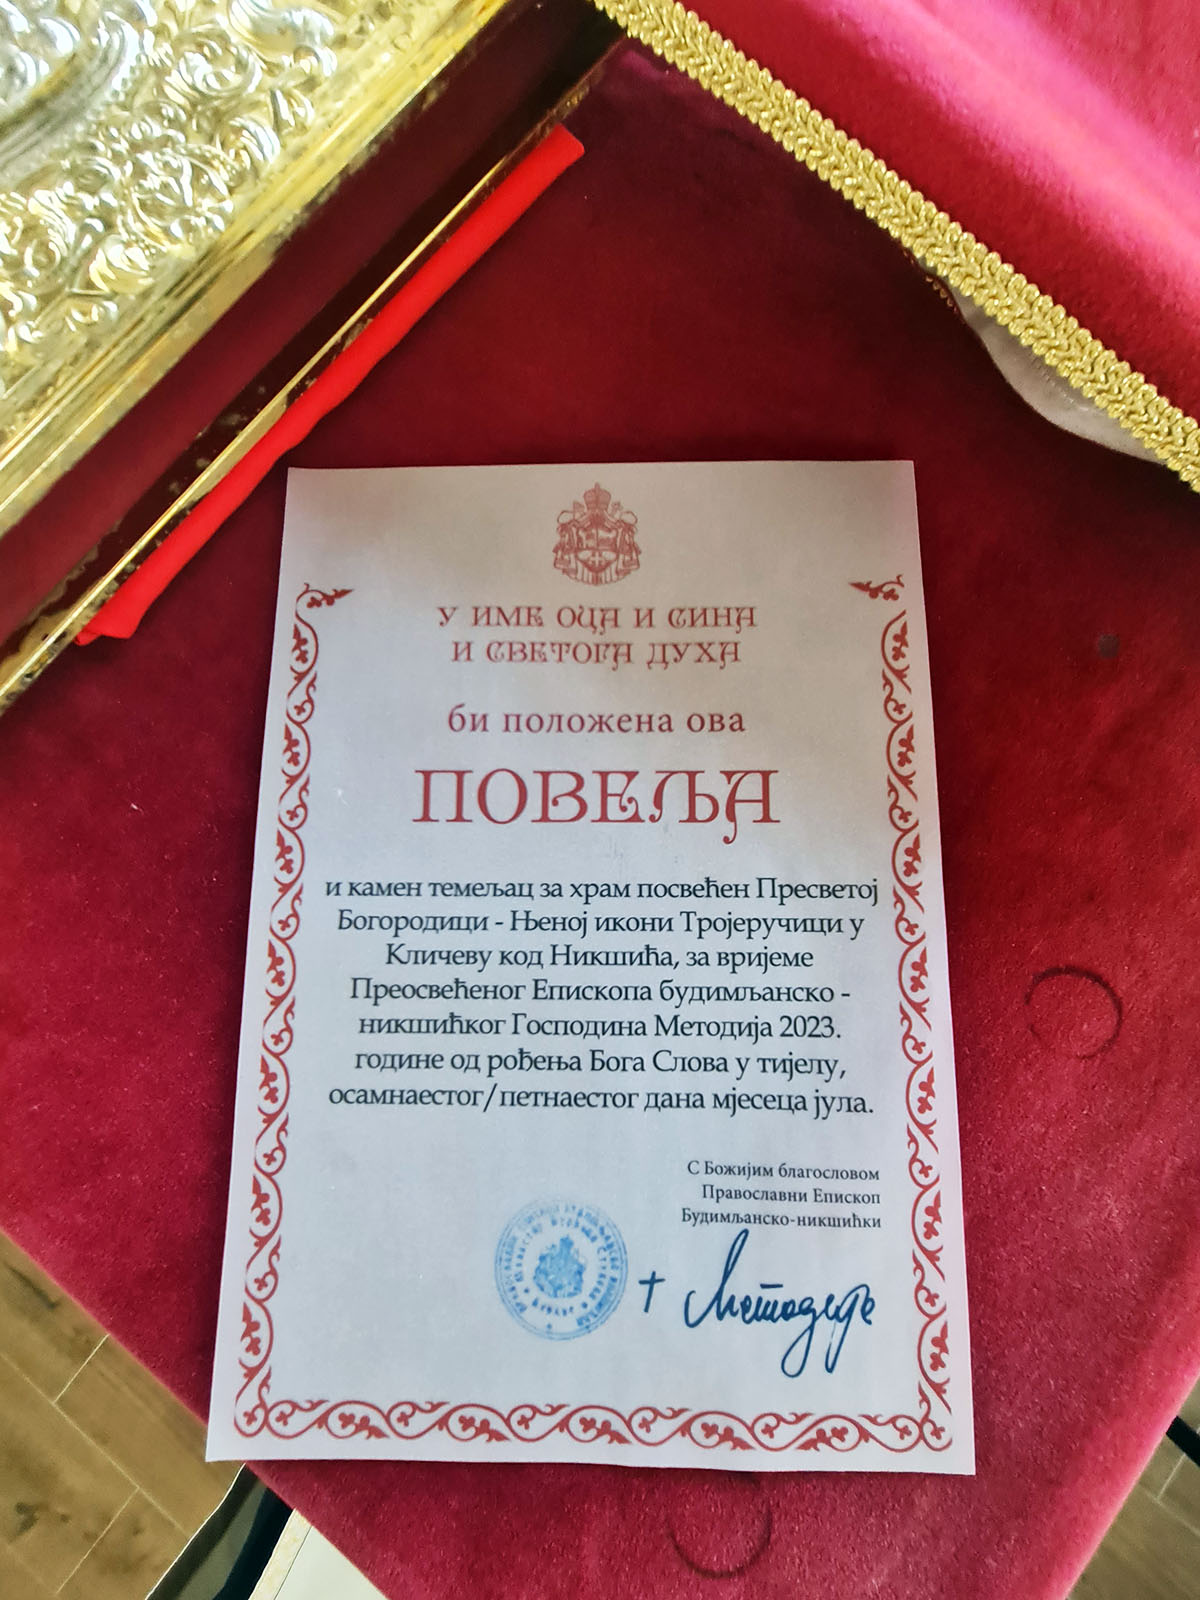 У ИМЕ ОЦА И СИНА
И СВЕТОГА ДУХА
би положена ова
ПОВЕЉА
и камен темељац за храм посвећен Пресветој
Богородици - Њеној икони Тројеручици у
Кличеву код Никшића, за вријеме
Преосвећеног Епископа будимљанско -
никшићког Господина Методија 2023.
године од рођења Бога Слова у тијелу,
осамнаестог/петнаестог дана мјесеца јула.
С Божијим благословом
Православни Епископ
Будимљанско-никшићки